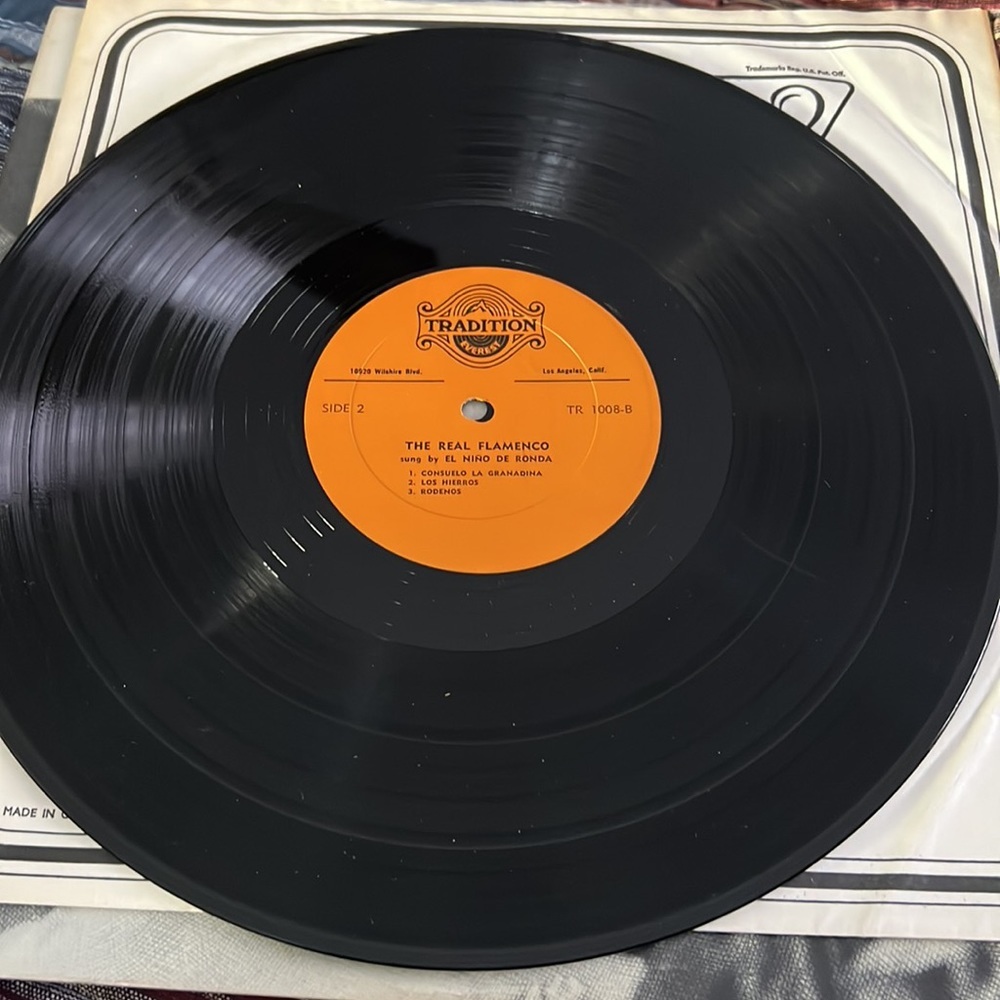 Trademarks Reg. U.S. Pat. Off.
TRADITION
EVEREST
10920 Wilshire Blvd. Los Angeles, Calif.
SIDE 2 TR 1008-B
THE REAL FLAMENCO
sung by EL NIÑO DE RONDA
1. CONSUELO LA GRANADINA
2. LOS HIERROS
3. RODENOS
MADE IN